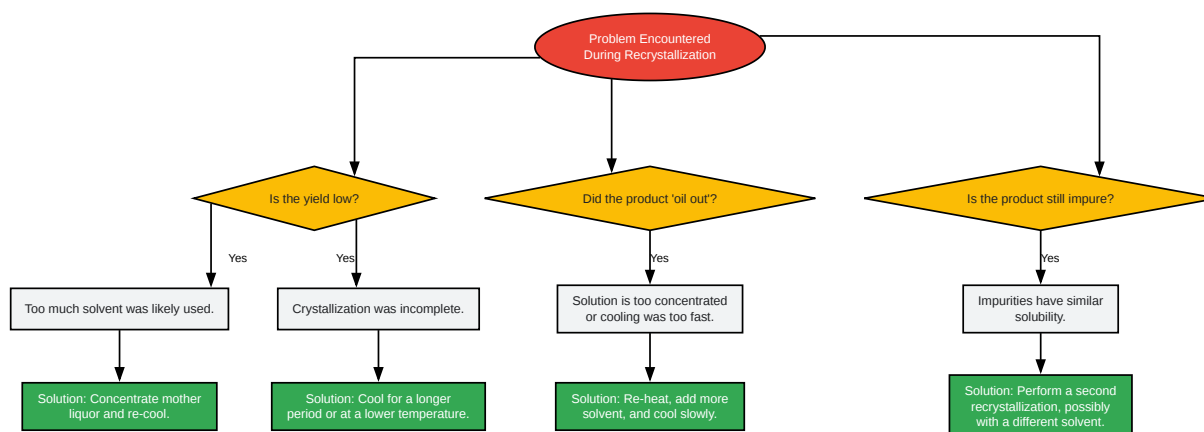 Problem Encountered
During Recrystallization
Is the yield low?
Did the product 'oil out'?
Is the product still impure?
Yes
Yes
Yes
Yes
Too much solvent was likely used.
Crystallization was incomplete.
Solution is too concentrated
or cooling was too fast.
Impurities have similar
solubility.
Solution: Concentrate mother
liquor and re-cool.
Solution: Cool for a longer
period or at a lower temperature.
Solution: Re-heat, add more
solvent, and cool slowly.
Solution: Perform a second
recrystallization, possibly
with a different solvent.